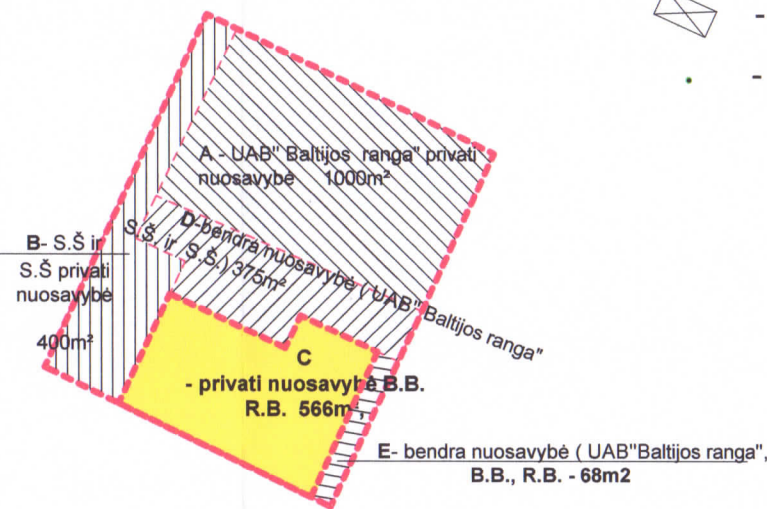 A - UAB" Baltijos ranga" privati
nuosavybė 1000m²
D-bendra nuosavybė ( UAB" Baltijos ranga"
S.Š. ir S.Š.) 375m²
B- S.Š ir
S.Š privati
nuosavybė
400m²
C
- privati nuosavybė B.B.
R.B. 566m²,
E- bendra nuosavybė ( UAB"Baltijos ranga",
B.B., R.B. - 68m2
-
-